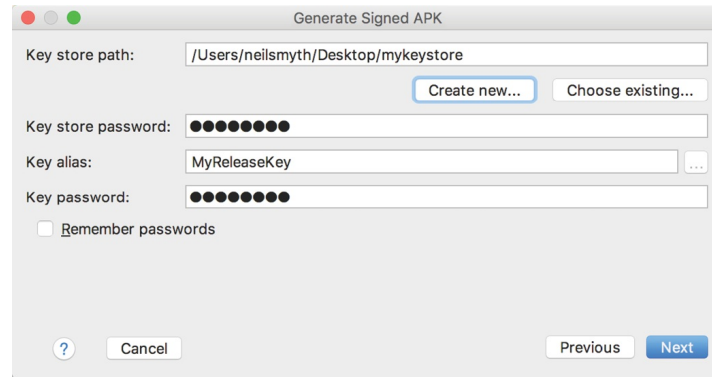 Generate Signed APK
Key store path: /Users/neilsmyth/Desktop/mykeystore
Create new... Choose existing...
Key store password: ●●●●●●●●
Key alias: MyReleaseKey ...
Key password: ●●●●●●●●
Remember passwords
? Cancel Previous Next